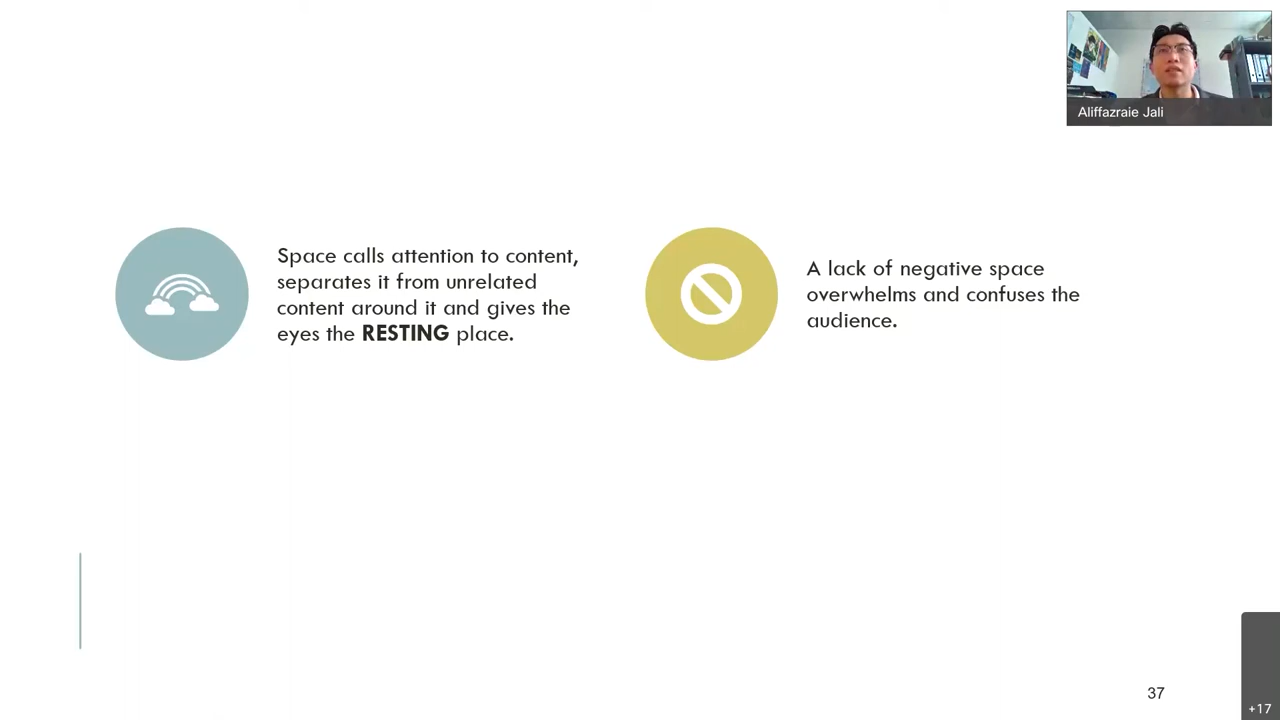 Aliffazraie Jali
Space calls attention to content,
separates it from unrelated
content around it and gives the
eyes the RESTING place.
A lack of negative space
overwhelms and confuses the
audience.
37
+17